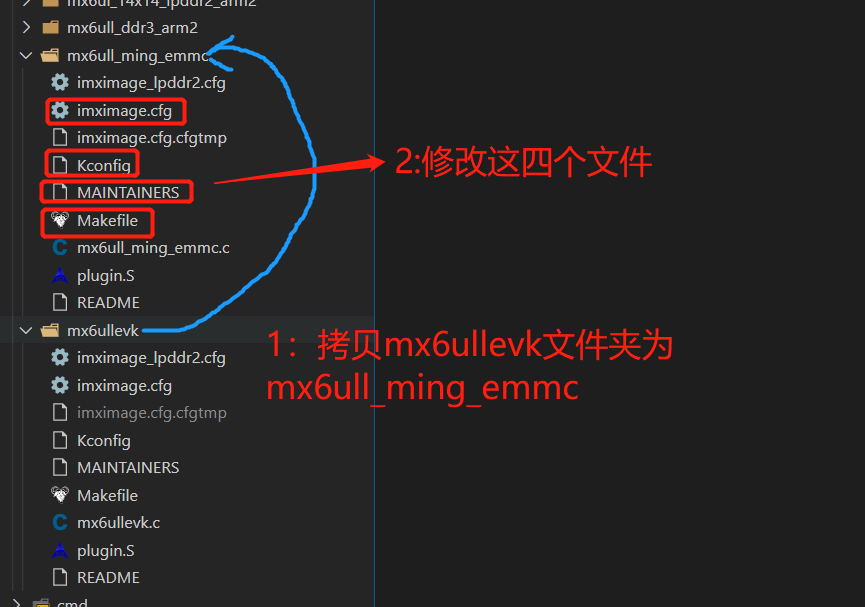 mx6ul_14x14_lpddr2_arm2
mx6ul_ddr3_arm2
mx6ull_ming_emmc
imximage_lpddr2.cfg
imximage.cfg
imximage.cfg.cfgtmp
Kconfig
2:修改这四个文件
MAINTAINERS
Makefile
C mx6ull_ming_emmc.c
plugin.S
README
mx6ullevk
1：拷贝mx6ullevk文件夹为
mx6ull_ming_emmc
imximage_lpddr2.cfg
imximage.cfg
imximage.cfg.cfgtmp
Kconfig
MAINTAINERS
Makefile
C mx6ullevk.c
plugin.S
README
cmd